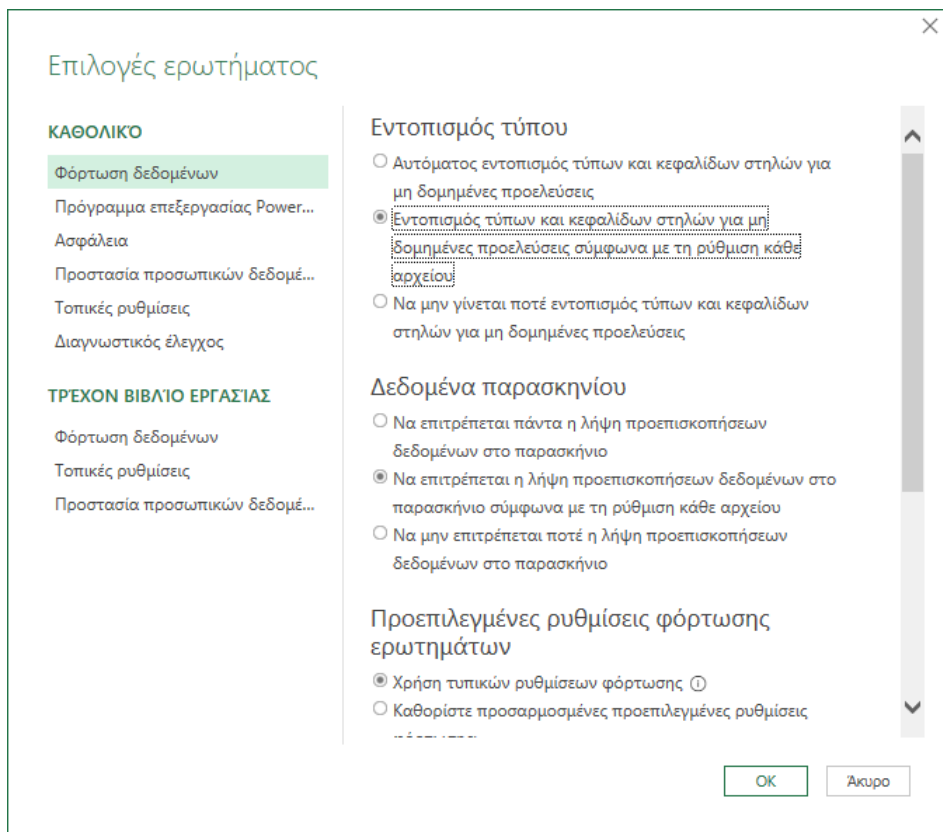 Επιλογές ερωτήματος
ΚΑΘΟΛΙΚΌ
Φόρτωση δεδομένων
Πρόγραμμα επεξεργασίας Power...
Ασφάλεια
Προστασία προσωπικών δεδομέ...
Τοπικές ρυθμίσεις
Διαγνωστικός έλεγχος
ΤΡΈΧΟΝ ΒΙΒΛΊΟ ΕΡΓΑΣΊΑΣ
Φόρτωση δεδομένων
Τοπικές ρυθμίσεις
Προστασία προσωπικών δεδομέ...
Εντοπισμός τύπου
Αυτόματος εντοπισμός τύπων και κεφαλίδων στηλών για
μη δομημένες προελεύσεις
Εντοπισμός τύπων και κεφαλίδων στηλών για μη
δομημένες προελεύσεις σύμφωνα με τη ρύθμιση κάθε
αρχείου
Να μην γίνεται ποτέ εντοπισμός τύπων και κεφαλίδων
στηλών για μη δομημένες προελεύσεις
Δεδομένα παρασκηνίου
Να επιτρέπεται πάντα η λήψη προεπισκοπήσεων
δεδομένων στο παρασκήνιο
Να επιτρέπεται η λήψη προεπισκοπήσεων δεδομένων στο
παρασκήνιο σύμφωνα με τη ρύθμιση κάθε αρχείου
Να μην επιτρέπεται ποτέ η λήψη προεπισκοπήσεων
δεδομένων στο παρασκήνιο
Προεπιλεγμένες ρυθμίσεις φόρτωσης
ερωτημάτων
Χρήση τυπικών ρυθμίσεων φόρτωσης
Καθορίστε προσαρμοσμένες προεπιλεγμένες ρυθμίσεις
OK
Άκυρο